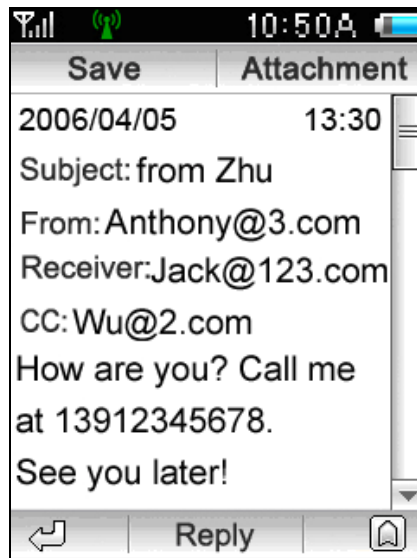 10:50A
Save Attachment
2006/04/05 13:30
Subject: from Zhu
From: Anthony@3.com
Receiver:Jack@123.com
CC: Wu@2.com
How are you? Call me
at 13912345678.
See you later!
Reply